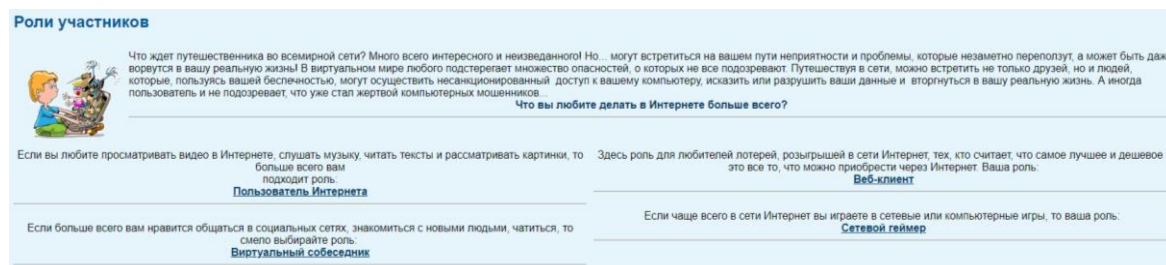 Роли участников
Что ждет путешественника во всемирной сети? Много всего интересного и неизведанного! Но... могут встретиться на вашем пути неприятности и проблемы, которые незаметно переползут, а может быть даж
ворвутся в вашу реальную жизнь! В виртуальном мире любого подстерегает множество опасностей, о которых не все подозревают. Путешествуя в сети, можно встретить не только друзей, но и людей,
которые, пользуясь вашей беспечностью, могут осуществить несанкционированный доступ к вашему компьютеру, исказить или разрушить ваши данные и вторгнуться в вашу реальную жизнь. А иногда
пользователь и не подозревает, что уже стал жертвой компьютерных мошенников...
Что вы любите делать в Интернете больше всего?
Если вы любите просматривать видео в Интернете, слушать музыку, читать тексты и рассматривать картинки, то
больше всего вам
подходит роль:
Пользователь Интернета
Если больше всего вам нравится общаться в социальных сетях, знакомиться с новыми людьми, чатиться, то
смело выбирайте роль:
Виртуальный собеседник
Здесь роль для любителей лотерей, розыгрышей в сети Интернет, тех, кто считает, что самое лучшее и дешевое
это все то, что можно приобрести через Интернет. Ваша роль:
Веб-клиент
Если чаще всего в сети Интернет вы играете в сетевые или компьютерные игры, то ваша роль:
Сетевой геймер